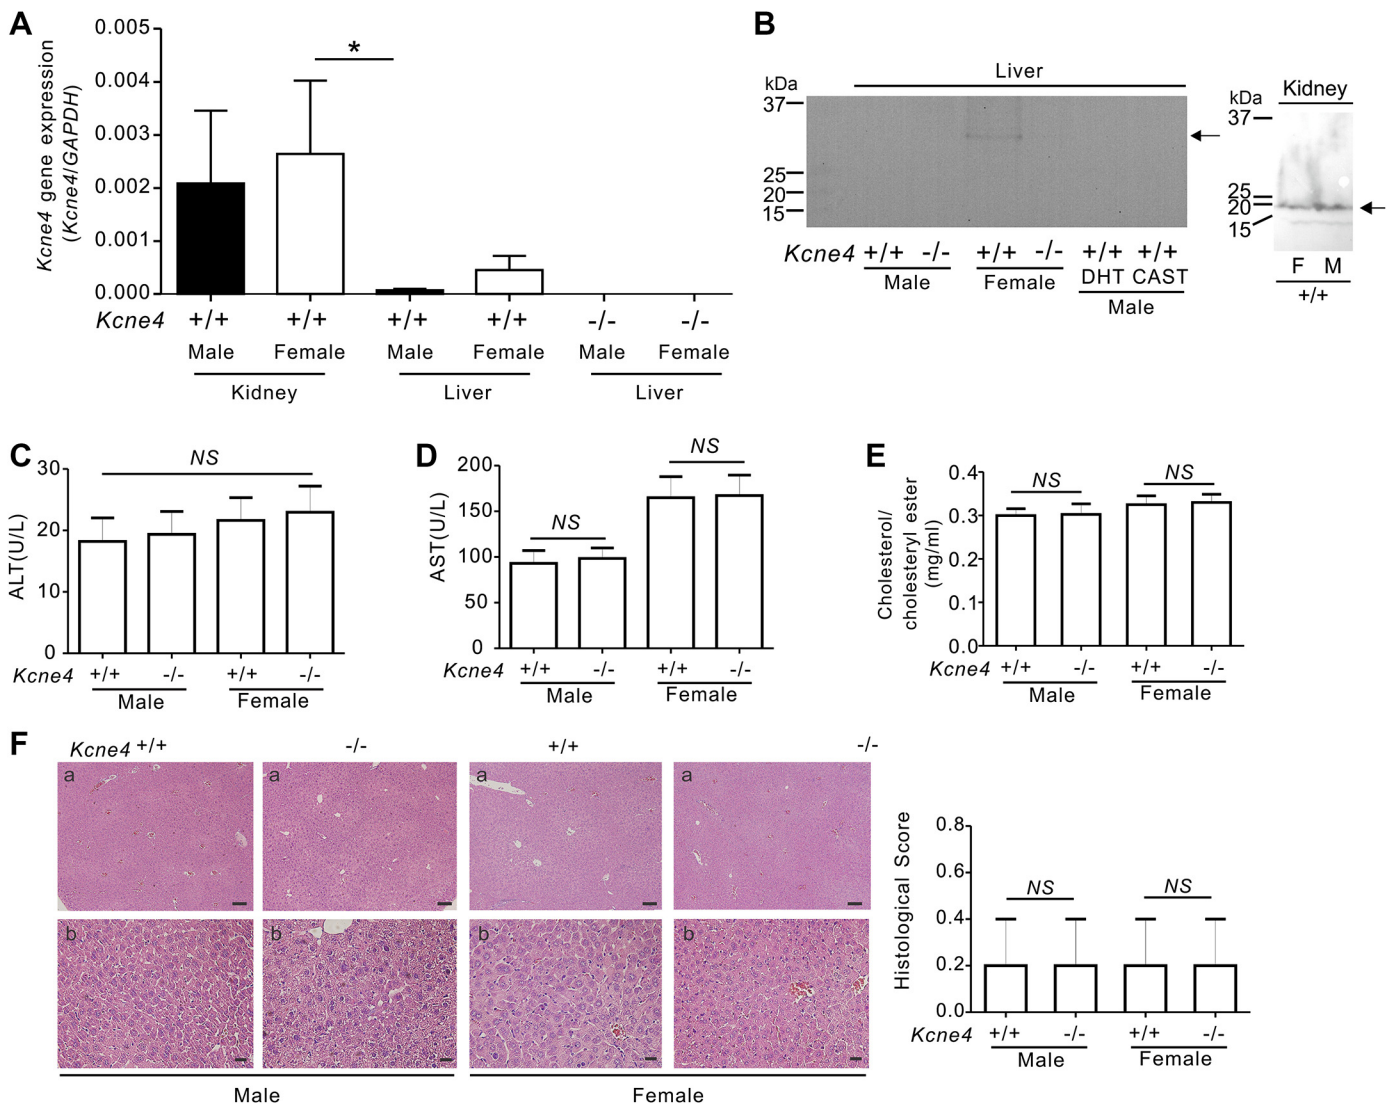 A
Kcne4 gene expression
(Kcne4/GAPDH)
0.005
0.004
0.003
0.002
0.001
0.000
*
Kcne4 +/+ +/+ +/+ +/+ -/- -/-
Male Female Male Female Male Female
Kidney Liver Liver
B
Liver
kDa
37
25
20
15
Kcne4 +/+ -/- +/+ -/- +/+ +/+
DHT CAST
Male Female Male
Kidney
kDa
37
25
20
15
F M
+/+
C
ALT(U/L)
30
20
10
0
NS
Kcne4 +/+ -/- +/+ -/-
Male Female
D
AST(U/L)
200
150
100
50
0
NS NS
Kcne4 +/+ -/- +/+ -/-
Male Female
E
Cholesterol/
cholesteryl ester
(mg/ml)
0.4
0.3
0.2
0.1
0.0
NS NS
Kcne4 +/+ -/- +/+ -/-
Male Female
F
Kcne4 +/+ -/- +/+ -/-
a a a a
b b b b
Male Female
Histological Score
0.8
0.6
0.4
0.2
0.0
NS NS
Kcne4 +/+ -/- +/+ -/-
Male Female